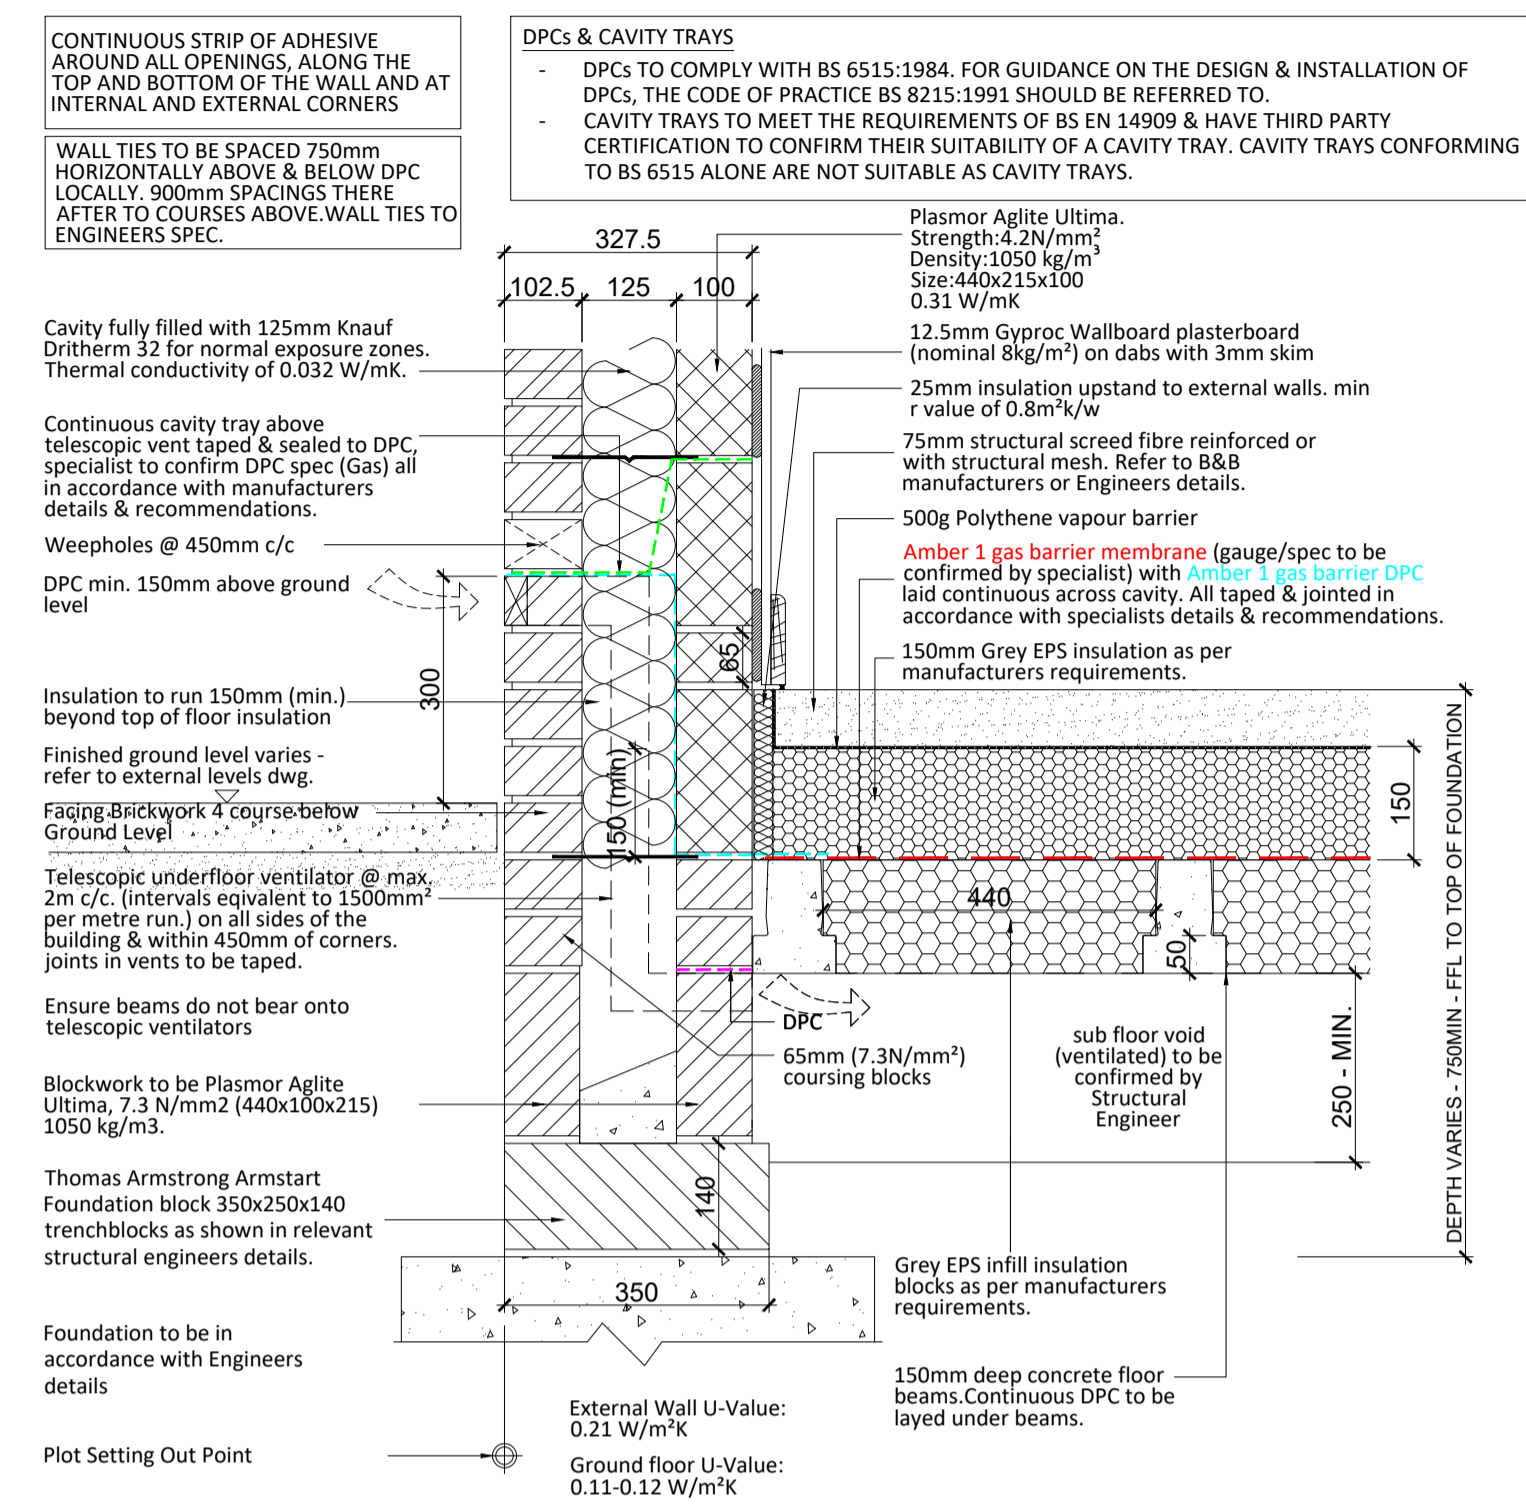 CONTINUOUS STRIP OF ADHESIVE
AROUND ALL OPENINGS, ALONG THE
TOP AND BOTTOM OF THE WALL AND AT
INTERNAL AND EXTERNAL CORNERS
WALL TIES TO BE SPACED 750mm
HORIZONTALLY ABOVE & BELOW DPC
LOCALLY. 900mm SPACINGS THERE
AFTER TO COURSES ABOVE.WALL TIES TO
ENGINEERS SPEC.
DPCs & CAVITY TRAYS
- DPCs TO COMPLY WITH BS 6515:1984. FOR GUIDANCE ON THE DESIGN & INSTALLATION OF
DPCs, THE CODE OF PRACTICE BS 8215:1991 SHOULD BE REFERRED TO.
- CAVITY TRAYS TO MEET THE REQUIREMENTS OF BS EN 14909 & HAVE THIRD PARTY
CERTIFICATION TO CONFIRM THEIR SUITABILITY OF A CAVITY TRAY. CAVITY TRAYS CONFORMING
TO BS 6515 ALONE ARE NOT SUITABLE AS CAVITY TRAYS.
327.5
102.5 125 100
Cavity fully filled with 125mm Knauf
Dritherm 32 for normal exposure zones.
Thermal conductivity of 0.032 W/mK.
Continuous cavity tray above
telescopic vent taped & sealed to DPC,
specialist to confirm DPC spec (Gas) all
in accordance with manufacturers
details & recommendations.
Weepholes @ 450mm c/c
DPC min. 150mm above ground
level
300
Insulation to run 150mm (min.)
beyond top of floor insulation
Finished ground level varies -
refer to external levels dwg.
Facing Brickwork 4 course below
Ground Level
Telescopic underfloor ventilator @ max.
2m c/c. (intervals eqivalent to 1500mm²
per metre run.) on all sides of the
building & within 450mm of corners.
joints in vents to be taped.
Ensure beams do not bear onto
telescopic ventilators
Blockwork to be Plasmor Aglite
Ultima, 7.3 N/mm2 (440x100x215)
1050 kg/m3.
Thomas Armstrong Armstart
Foundation block 350x250x140
trenchblocks as shown in relevant
structural engineers details.
Foundation to be in
accordance with Engineers
details
Plot Setting Out Point
Plasmor Aglite Ultima.
Strength:4.2N/mm²
Density:1050 kg/m³
Size:440x215x100
0.31 W/mK
12.5mm Gyproc Wallboard plasterboard
(nominal 8kg/m²) on dabs with 3mm skim
25mm insulation upstand to external walls. min
r value of 0.8m²k/w
75mm structural screed fibre reinforced or
with structural mesh. Refer to B&B
manufacturers or Engineers details.
500g Polythene vapour barrier
Amber 1 gas barrier membrane (gauge/spec to be
confirmed by specialist) with Amber 1 gas barrier DPC
laid continuous across cavity. All taped & jointed in
accordance with specialists details & recommendations.
150mm Grey EPS insulation as per
manufacturers requirements.
65
150 (min)
150
440
50
DPC
65mm (7.3N/mm²)
coursing blocks
sub floor void
(ventilated) to be
confirmed by
Structural
Engineer
250 - MIN.
DEPTH VARIES - 750MIN - FFL TO TOP OF FOUNDATION
140
350
Grey EPS infill insulation
blocks as per manufacturers
requirements.
150mm deep concrete floor
beams.Continuous DPC to be
layed under beams.
External Wall U-Value:
0.21 W/m²K
Ground floor U-Value:
0.11-0.12 W/m²K